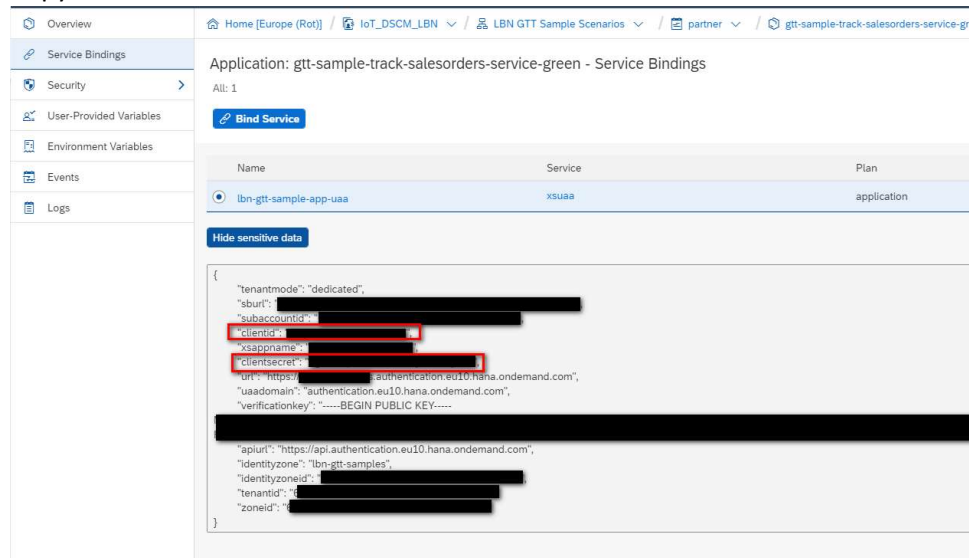 Overview
Home [Europe (Rot)] / IoT_DSCM_LBN / LBN GTT Sample Scenarios / partner / gtt-sample-track-salesorders-service-gr
Service Bindings
Security
User-Provided Variables
Environment Variables
Events
Logs
Application: gtt-sample-track-salesorders-service-green - Service Bindings
All: 1
Bind Service
Name Service Plan
lbn-gtt-sample-app-uaa xsuaa application
Hide sensitive data
{
"tenantmode": "dedicated",
"sburl": "
"subaccountid": "
"clientid": " ",
"xsappname": "
"clientsecret": "
"url": "https:/ .authentication.eu10.hana.ondemand.com",
"uaadomain": "authentication.eu10.hana.ondemand.com",
"verificationkey": "-----BEGIN PUBLIC KEY-----
"apiurl": "https://api.authentication.eu10.hana.ondemand.com",
"identityzone": "lbn-gtt-samples",
"identityzoneid": "
"tenantid": "6
"zoneid": "6
}